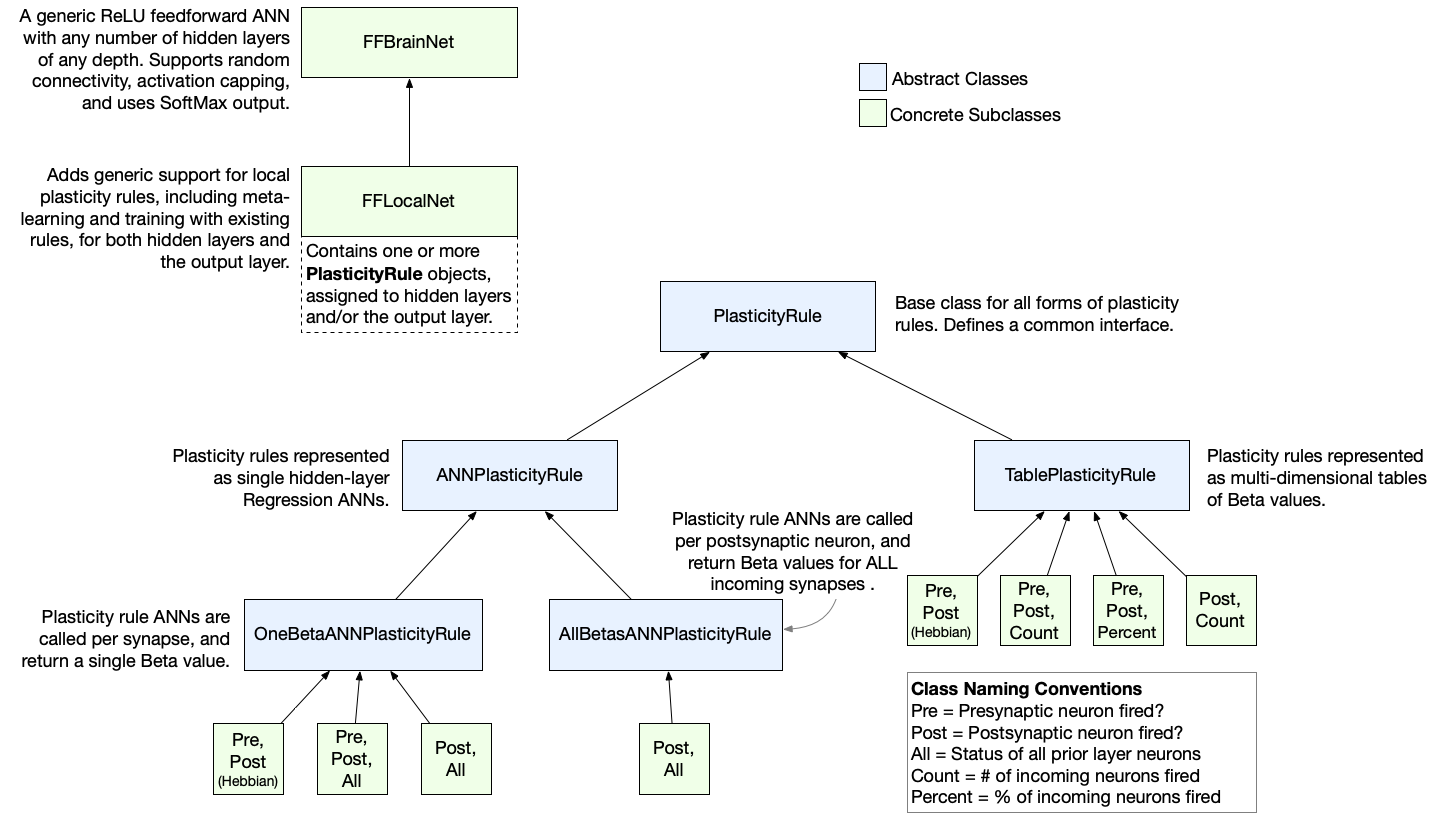 A generic ReLU feedforward ANN
with any number of hidden layers
of any depth. Supports random
connectivity, activation capping,
and uses SoftMax output.
FFBrainNet
Abstract Classes
Concrete Subclasses
Adds generic support for local
plasticity rules, including meta-
learning and training with existing
rules, for both hidden layers and
the output layer.
FFLocalNet
Contains one or more
PlasticityRule objects,
assigned to hidden layers
and/or the output layer.
PlasticityRule
Base class for all forms of plasticity
rules. Defines a common interface.
Plasticity rules represented
as single hidden-layer
Regression ANNs.
ANNPlasticityRule
TablePlasticityRule
Plasticity rules represented
as multi-dimensional tables
of Beta values.
Plasticity rule ANNs are called
per postsynaptic neuron, and
return Beta values for ALL
incoming synapses .
Pre,
Post
(Hebbian)
Pre,
Post,
Count
Pre,
Post,
Percent
Post,
Count
Plasticity rule ANNs are
called per synapse, and
return a single Beta value.
OneBetaANNPlasticityRule
AllBetasANNPlasticityRule
Pre,
Post
(Hebbian)
Pre,
Post,
All
Post,
All
Post,
All
Class Naming Conventions
Pre = Presynaptic neuron fired?
Post = Postsynaptic neuron fired?
All = Status of all prior layer neurons
Count = # of incoming neurons fired
Percent = % of incoming neurons fired